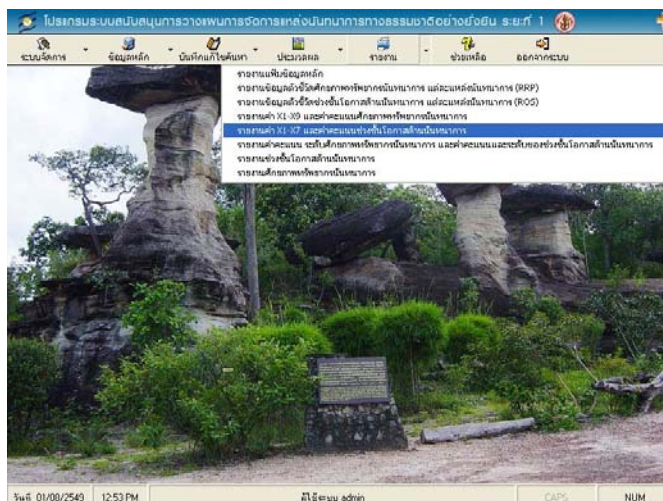 โปรแกรมระบบสนับสนุนการวางแผนการจัดการแหล่งนันทนาการทางธรรมชาติอย่างยั่งยืน ระยะที่ 1
ระบบจัดการ ข้อมูลหลัก บันทึกแก้ไขค้นหา ประมวลผล รายงาน ช่วยเหลือ ออกจากระบบ
รายงานแฟ้มข้อมูลหลัก
รายงานข้อมูลตัวชี้วัดศักยภาพทรัพยากรนันทนาการ แต่ละแหล่งนันทนาการ (RRP)
รายงานข้อมูลตัวชี้วัดช่วงชั้นโอกาสด้านนันทนาการ แต่ละแหล่งนันทนาการ (ROS)
รายงานค่า X1-X9 และค่าคะแนนศักยภาพทรัพยากรนันทนาการ
รายงานค่า X1-X7 และค่าคะแนนช่วงชั้นโอกาสด้านนันทนาการ
รายงานค่าคะแนน ระดับศักยภาพทรัพยากรนันทนาการ และค่าคะแนนและระดับของช่วงชั้นโอกาสด้านนันทนาการ
รายงานช่วงชั้นโอกาสด้านนันทนาการ
รายงานศักยภาพทรัพยากรนันทนาการ
วันที่ 01/08/2549 12:53 PM ผู้ใช้ระบบ admin CAPS NUM